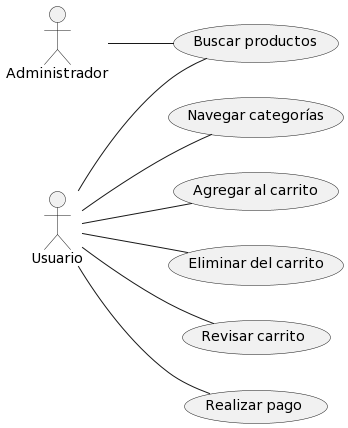 Buscar productos
Administrador
Navegar categorías
Agregar al carrito
Usuario
Eliminar del carrito
Revisar carrito
Realizar pago